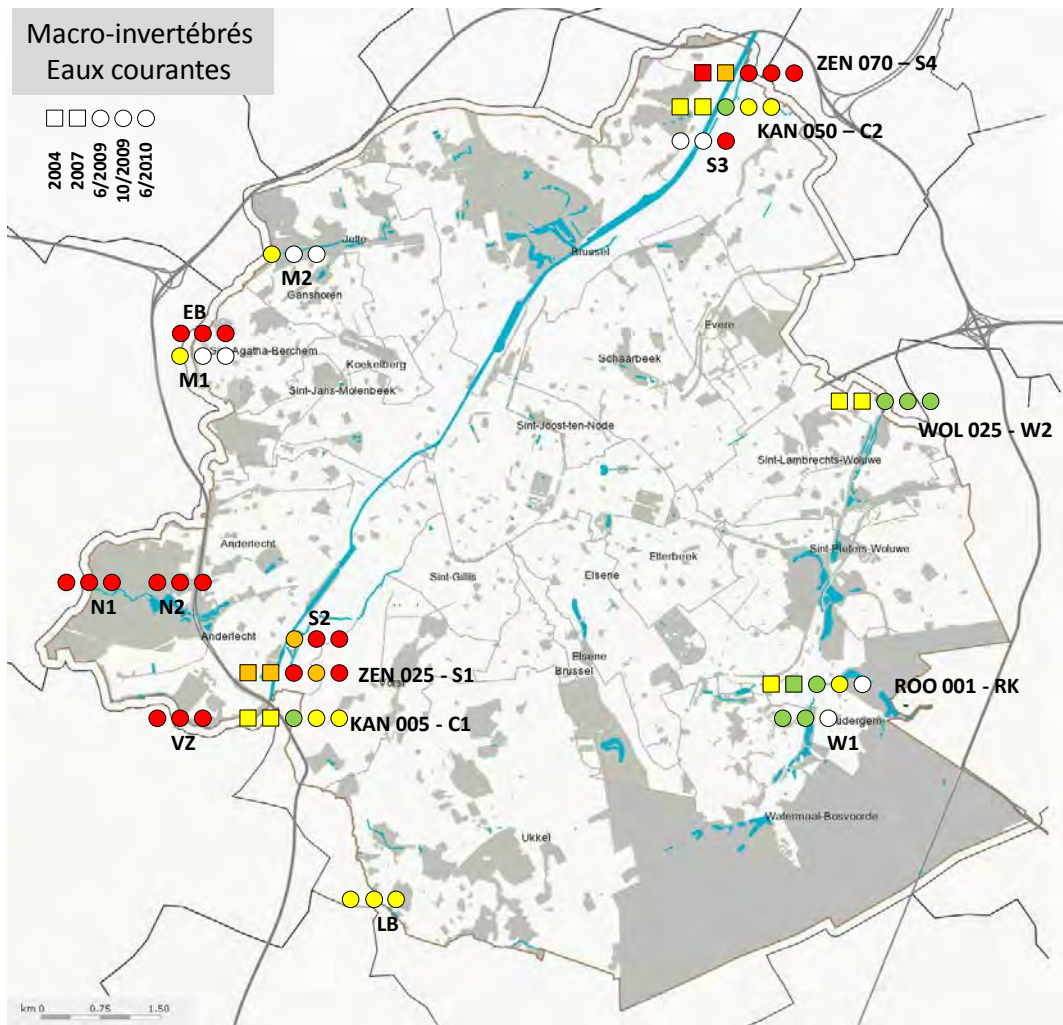 Macro-invertébrés
Eaux courantes
2004
2007
6/2009
10/2009
6/2010
ZEN 070 – S4
KAN 050 – C2
S3
Jette
M2
Brussel
Ganshoren
EB
Evere
Agatha-Berchem
Koekelberg
Schaarbeek
M1
Sint-Jans-Molenbeek
Sint-Joost-ten-Node
WOL 025 - W2
Sint-Lambrechts-Woluwe
Anderlecht
Sint-Pieters-Woluwe
Etterbeek
Elsene
Sint-Gillis
N1
N2
S2
Anderlecht
Elsene
Brussel
ZEN 025 - S1
ROO 001 - RK
-
KAN 005 - C1
VZ
W1
Watermaal-Bosvoorde
Ukkel
LB
km 0 0.75 1.50